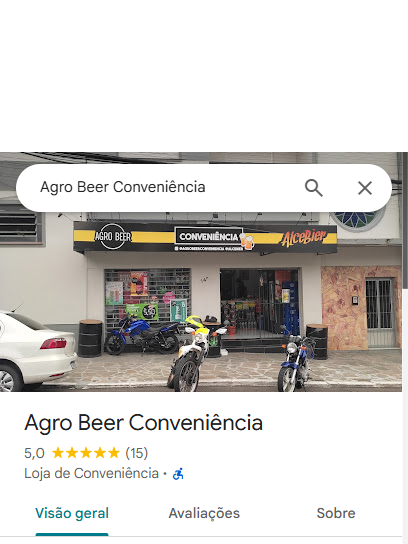 Agro Beer Conveniência
AGRO BEER
CONVENIÊNCIA
AlceBier
Agro Beer Conveniência
5,0 (15)
Loja de Conveniência ·
Visão geral
Avaliações
Sobre